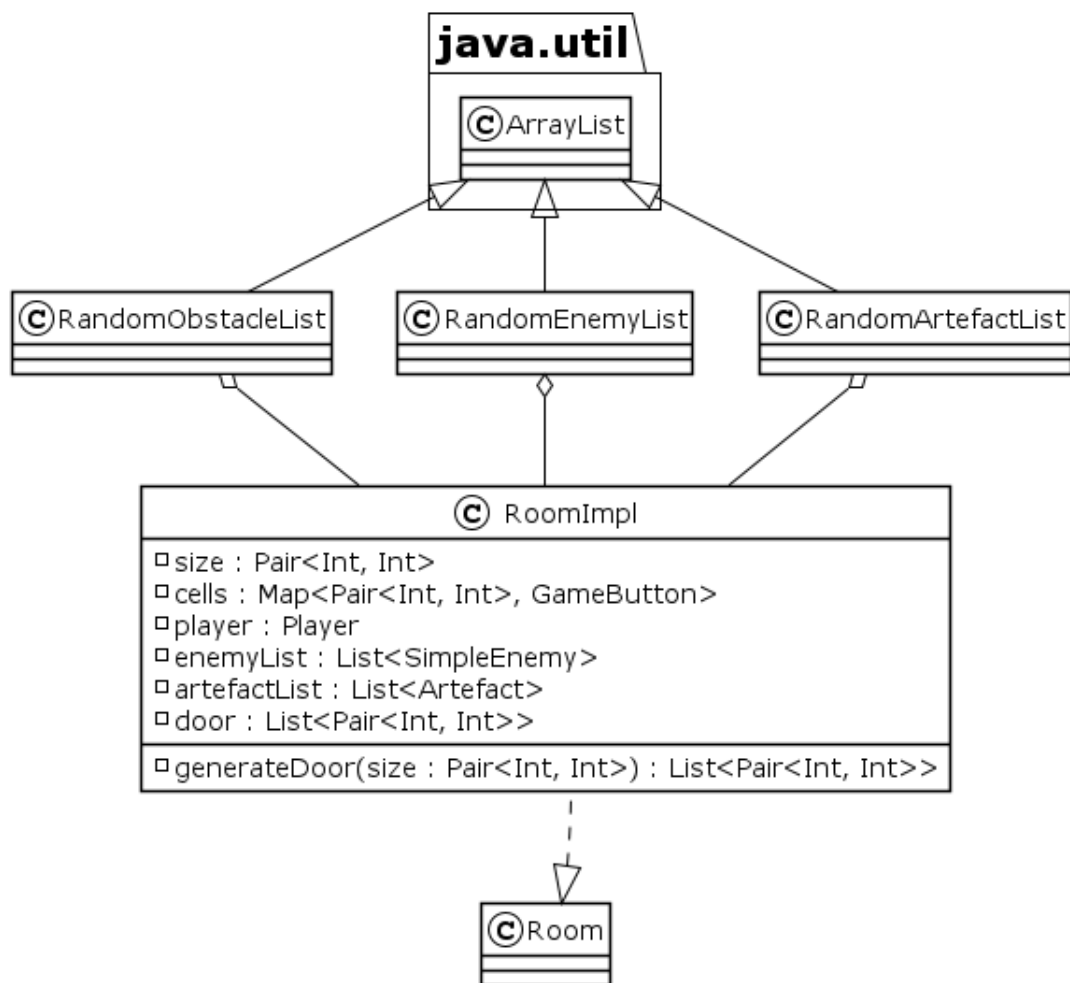 java.util
C ArrayList
C RandomObstacleList
C RandomEnemyList
C RandomArtefactList
C RoomImpl
size : Pair<Int, Int>
cells : Map<Pair<Int, Int>, GameButton>
player : Player
enemyList : List<SimpleEnemy>
artefactList : List<Artefact>
door : List<Pair<Int, Int>>
generateDoor(size : Pair<Int, Int>) : List<Pair<Int, Int>>
C Room